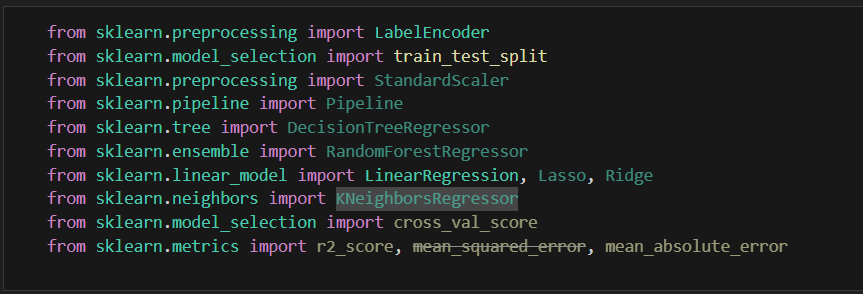 from sklearn.preprocessing import LabelEncoder
from sklearn.model_selection import train_test_split
from sklearn.preprocessing import StandardScaler
from sklearn.pipeline import Pipeline
from sklearn.tree import DecisionTreeRegressor
from sklearn.ensemble import RandomForestRegressor
from sklearn.linear_model import LinearRegression, Lasso, Ridge
from sklearn.neighbors import KNeighborsRegressor
from sklearn.model_selection import cross_val_score
from sklearn.metrics import r2_score, mean_squared_error, mean_absolute_error